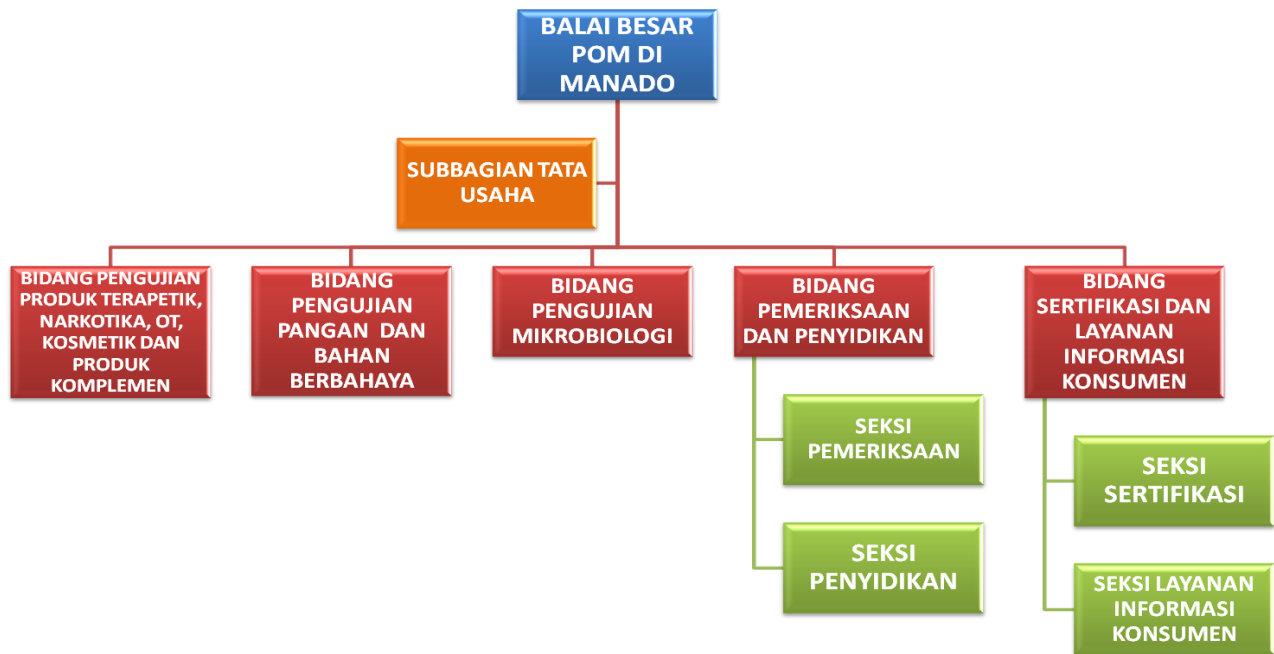 BALAI BESAR
POM DI
MANADO
SUBBAGIAN TATA
USAHA
BIDANG PENGUJIAN
PRODUK TERAPETIK,
NARKOTIKA, OT,
KOSMETIK DAN
PRODUK
KOMPLEMEN
BIDANG
PENGUJIAN
PANGAN DAN
BAHAN
BERBAHAYA
BIDANG
PENGUJIAN
MIKROBIOLOGI
BIDANG
PEMERIKSAAN
DAN PENYIDIKAN
BIDANG
SERTIFIKASI DAN
LAYANAN
INFORMASI
KONSUMEN
SEKSI
PEMERIKSAAN
SEKSI
PENYIDIKAN
SEKSI
SERTIFIKASI
SEKSI LAYANAN
INFORMASI
KONSUMEN